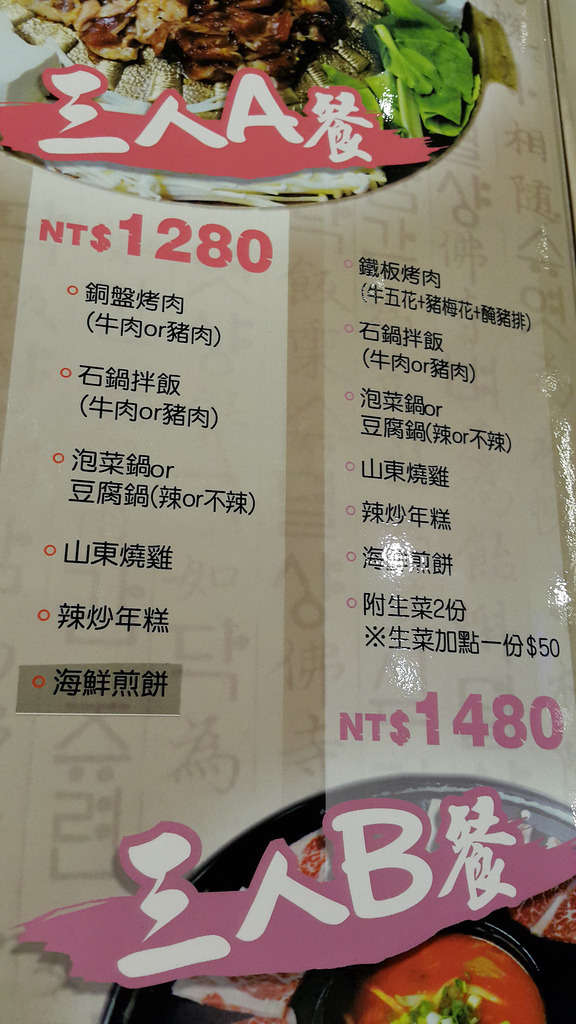 三人A餐
NT$1280
銅盤烤肉
(牛肉or豬肉)
石鍋拌飯
(牛肉or豬肉)
泡菜鍋or
豆腐鍋(辣or不辣)
山東燒雞
辣炒年糕
海鮮煎餅
鐵板烤肉
(牛五花+豬梅花+醃豬排)
石鍋拌飯
(牛肉or豬肉)
泡菜鍋or
豆腐鍋(辣or不辣)
山東燒雞
辣炒年糕
海鮮煎餅
附生菜2份
※生菜加點一份$50
NT$1480
三人B餐